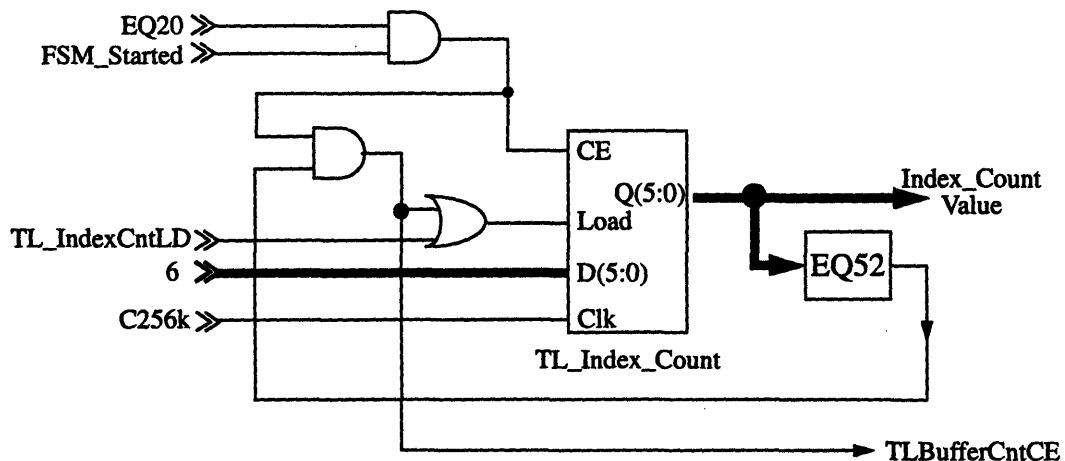 EQ20
FSM_Started
CE
Q(5:0)
Index_Count
Value
Load
TL_IndexCntLD
6
D(5:0)
EQ52
C256k
Clk
TL_Index_Count
TLBufferCntCE